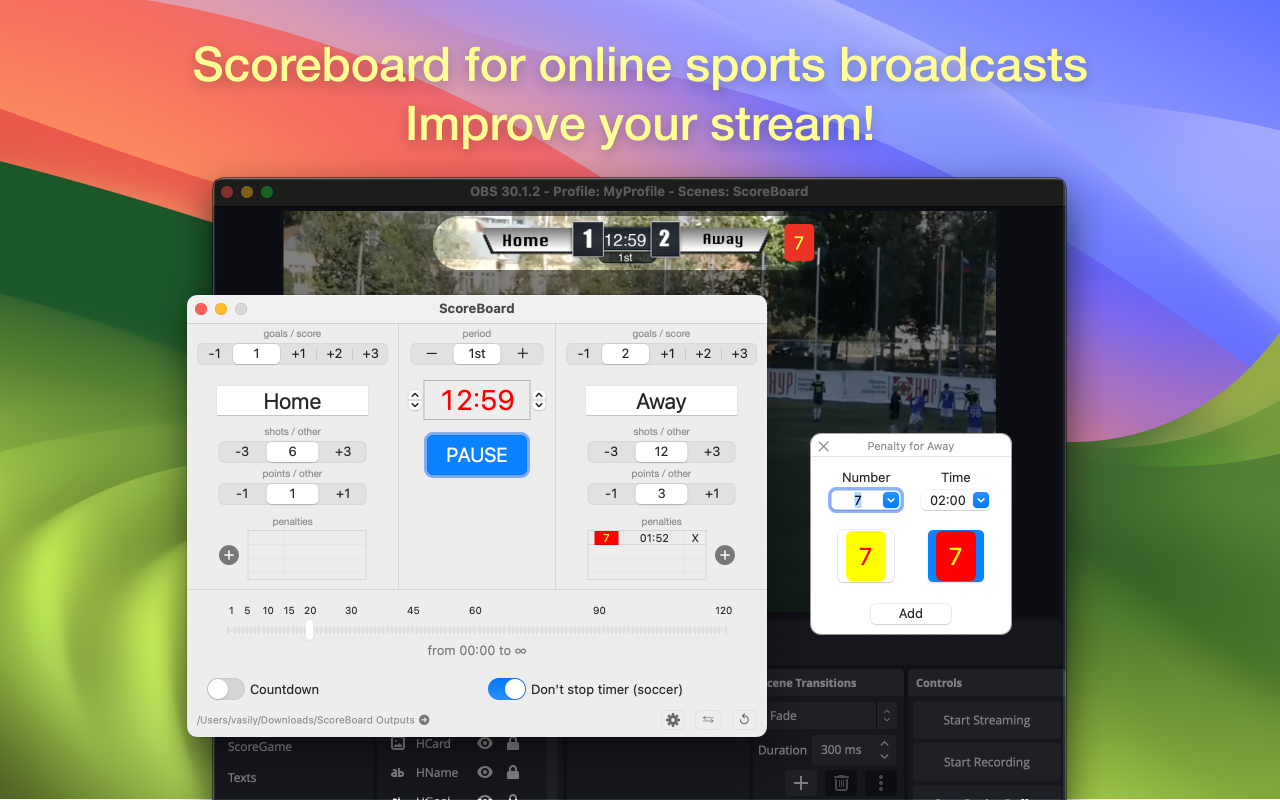 Scoreboard for online sports broadcasts
Improve your stream!
OBS 30.1.2 - Profile: MyProfile - Scenes: ScoreBoard
Home 1 12:59 2 Away 7
1st
ScoreBoard
goals / score period goals / score
-1 1 +1 +2 +3 − 1st + -1 2 +1 +2 +3
Home 12:59 Away
shots / other shots / other
-3 6 +3 PAUSE -3 12 +3
points / other points / other
-1 1 +1 -1 3 +1
penalties penalties
7 01:52 X
1 5 10 15 20 30 45 60 90 120
from 00:00 to ∞
Countdown Don't stop timer (soccer)
/Users/vasily/Downloads/ScoreBoard Outputs
Penalty for Away
Number Time
7 02:00
7 7
Add
НУР НУР
98
cene Transitions Controls
Fade Start Streaming
Duration 300 ms Start Recording
ScoreGame HCard
Texts ab HName
ab